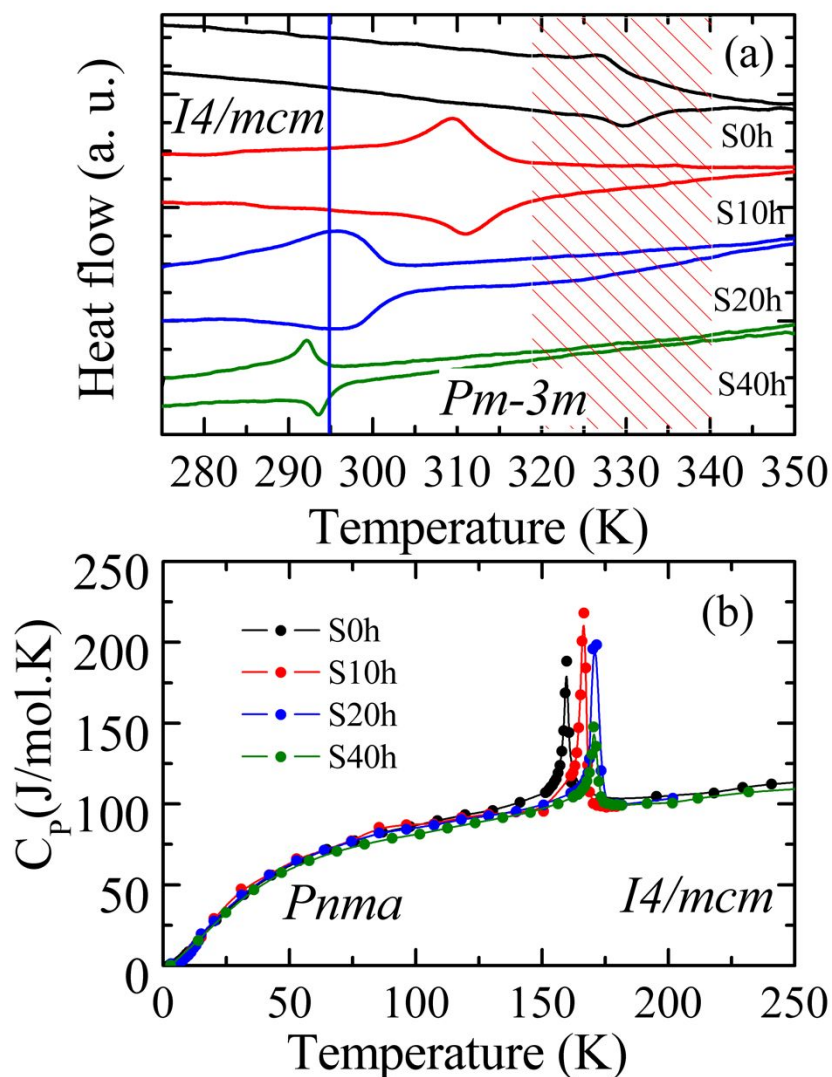 (a)
I4/mcm
S0h
S10h
S20h
S40h
Pm-3m
Heat flow (a. u.)
280 290 300 310 320 330 340 350
Temperature (K)
250
200
150
100
50
0
(b)
S0h
S10h
S20h
S40h
Pnma
I4/mcm
C_P(J/mol.K)
0 50 100 150 200 250
Temperature (K)